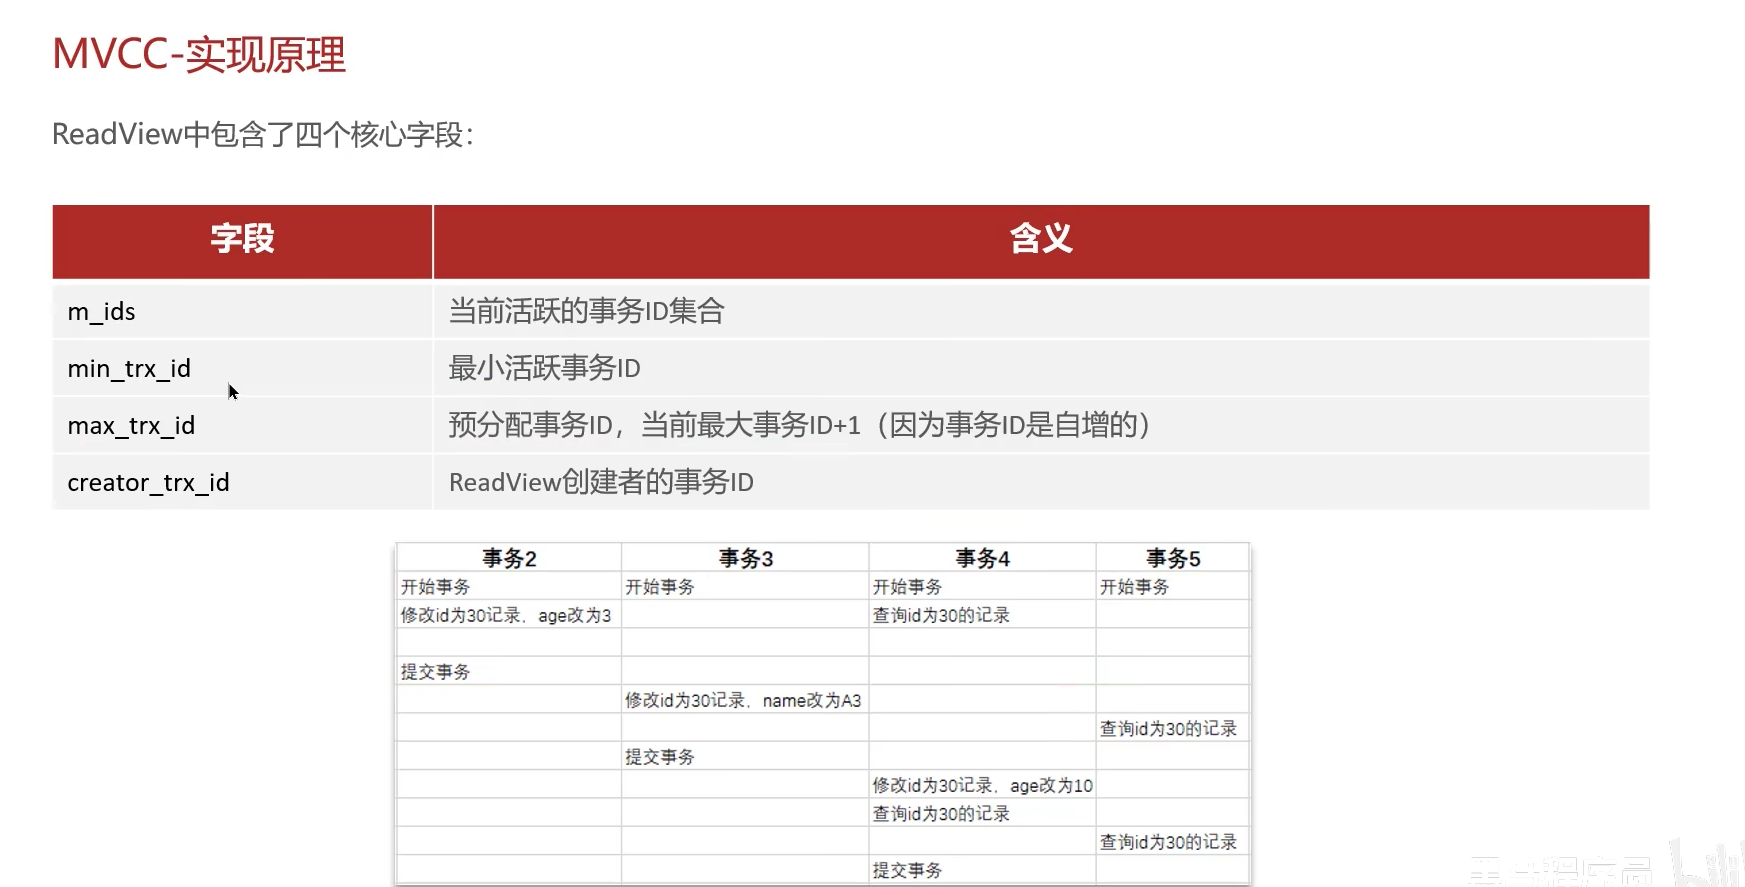 MVCC-实现原理
ReadView中包含了四个核心字段：
字段 含义
m_ids 当前活跃的事务ID集合
min_trx_id 最小活跃事务ID
max_trx_id 预分配事务ID，当前最大事务ID+1（因为事务ID是自增的）
creator_trx_id ReadView创建者的事务ID
事务2 事务3 事务4 事务5
开始事务 开始事务 开始事务 开始事务
修改id为30记录，age改为3 查询id为30的记录
提交事务
修改id为30记录，name改为A3
查询id为30的记录
提交事务
修改id为30记录，age改为10
查询id为30的记录
查询id为30的记录
提交事务